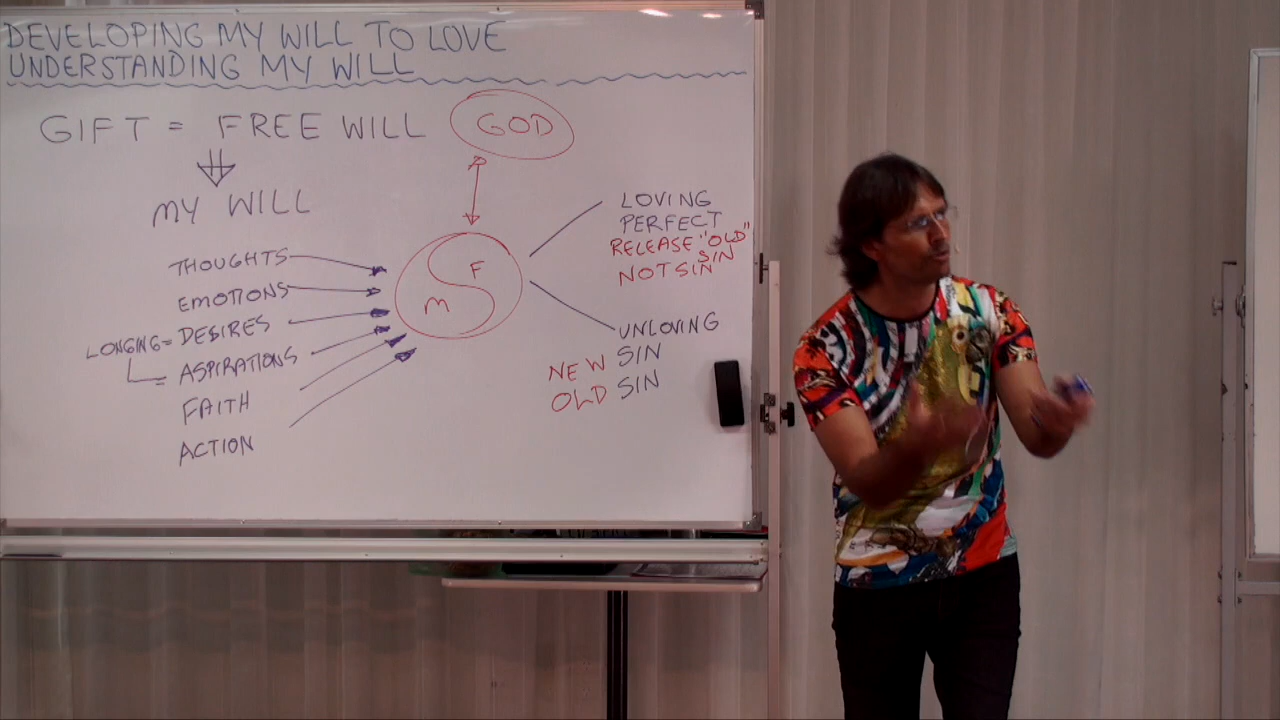 DEVELOPING MY WILL TO LOVE
UNDERSTANDING MY WILL
GIFT = FREE WILL
GOD
MY WILL
THOUGHTS
EMOTIONS
LONGING = DESIRES
= ASPIRATIONS
FAITH
ACTION
M F
LOVING
PERFECT
RELEASE "OLD"
SIN
NOT SIN
UNLOVING
NEW SIN
OLD SIN